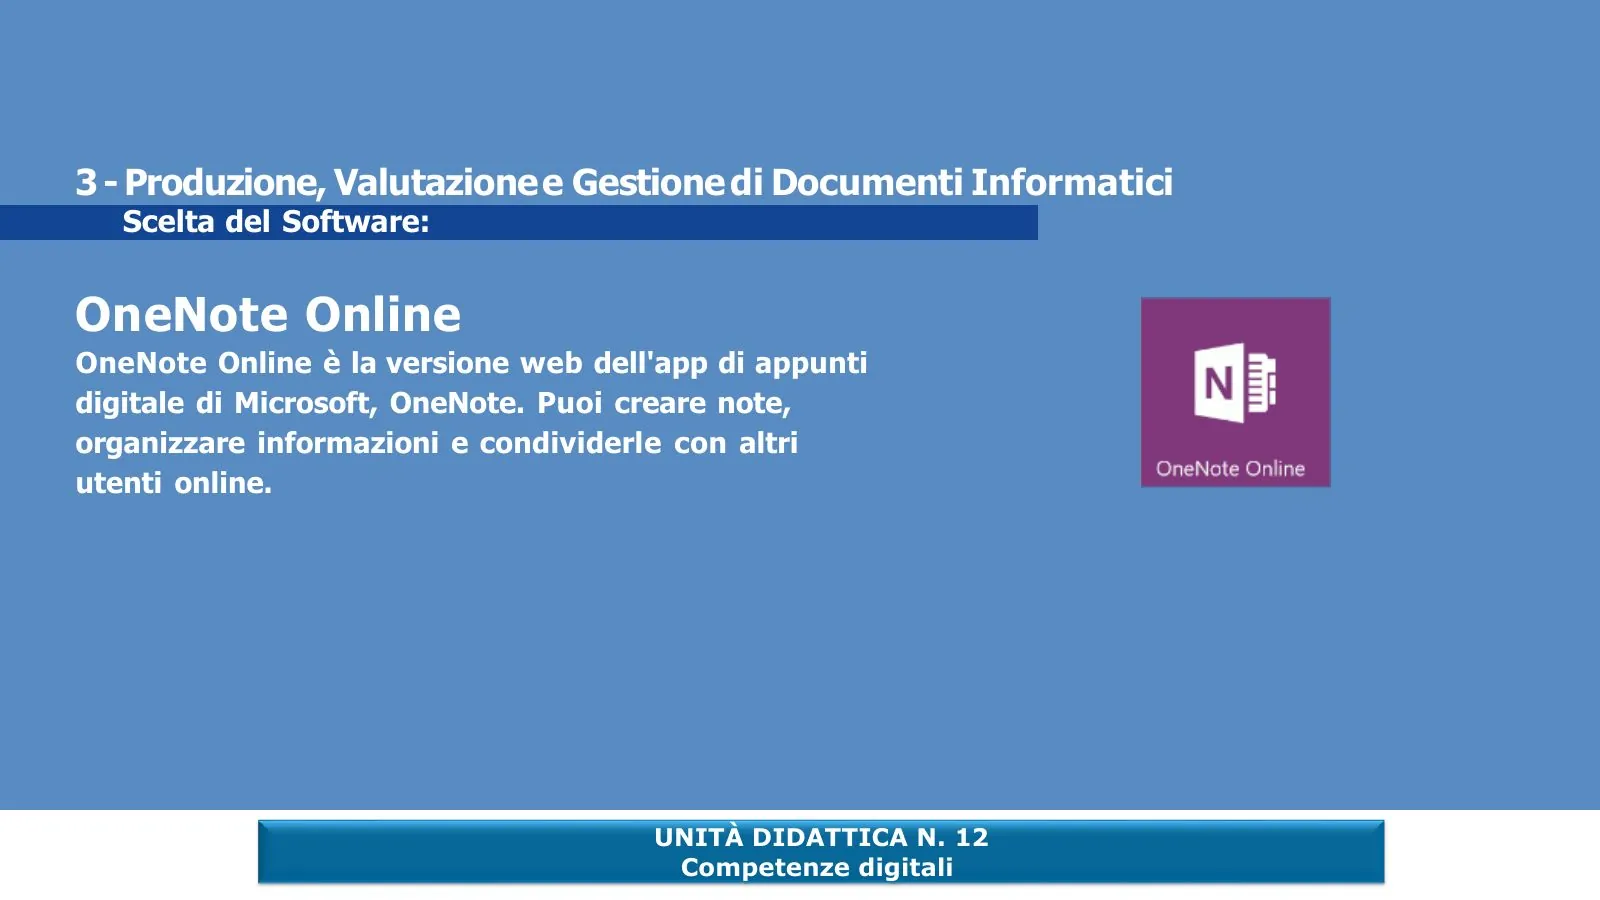 3 - Produzione, Valutazione e Gestione di Documenti Informatici
Scelta del Software:
OneNote Online
OneNote Online è la versione web dell'app di appunti
digitale di Microsoft, OneNote. Puoi creare note,
organizzare informazioni e condividerle con altri
utenti online.
N
OneNote Online
UNITÀ DIDATTICA N. 12
Competenze digitali